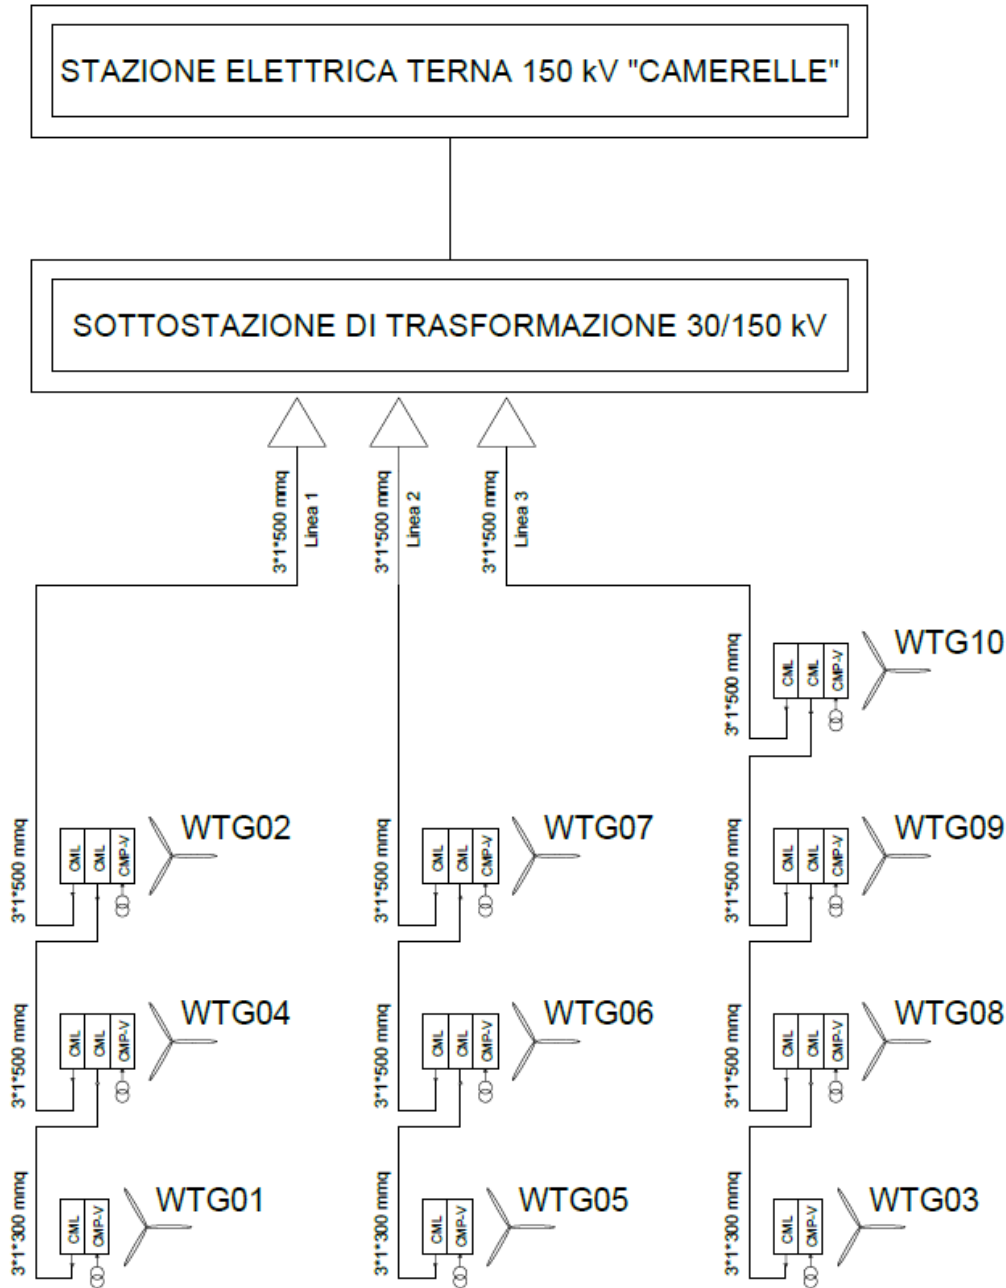 STAZIONE ELETTRICA TERNA 150 kV "CAMERELLE"
SOTTOSTAZIONE DI TRASFORMAZIONE 30/150 kV
3*1*500 mmq
Linea 1
3*1*500 mmq
Linea 2
3*1*500 mmq
Linea 3
3*1*500 mmq
CML
CML
CMP-V
WTG10
3*1*500 mmq
CML
CML
CMP-V
WTG02
CML
CML
CMP-V
WTG07
3*1*500 mmq
CML
CML
CMP-V
WTG09
3*1*500 mmq
CML
CML
CMP-V
WTG04
3*1*500 mmq
CML
CML
CMP-V
WTG06
3*1*500 mmq
CML
CML
CMP-V
WTG08
3*1*300 mmq
CML
CMP-V
WTG01
3*1*300 mmq
CML
CMP-V
WTG05
3*1*300 mmq
CML
CMP-V
WTG03